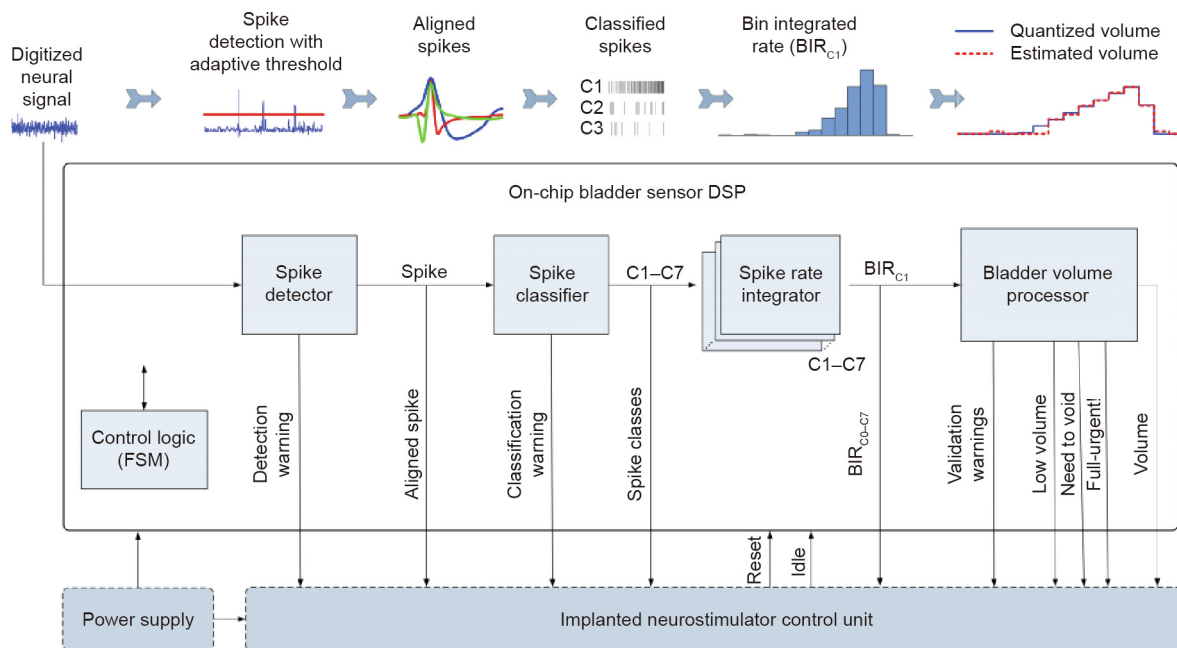 Digitized
neural
signal
Spike
detection with
adaptive threshold
Aligned
spikes
Classified
spikes
C1
C2
C3
Bin integrated
rate (BIR_C1)
Quantized volume
Estimated volume
On-chip bladder sensor DSP
Spike
detector
Spike
Spike
classifier
C1–C7
Spike rate
integrator
C1–C7
BIR_C1
Bladder volume
processor
Control logic
(FSM)
Detection
warning
Aligned spike
Classification
warning
Spike classes
Reset
Idle
BIR_C0–C7
Validation
warnings
Low volume
Need to void
Full-urgent!
Volume
Power supply
Implanted neurostimulator control unit